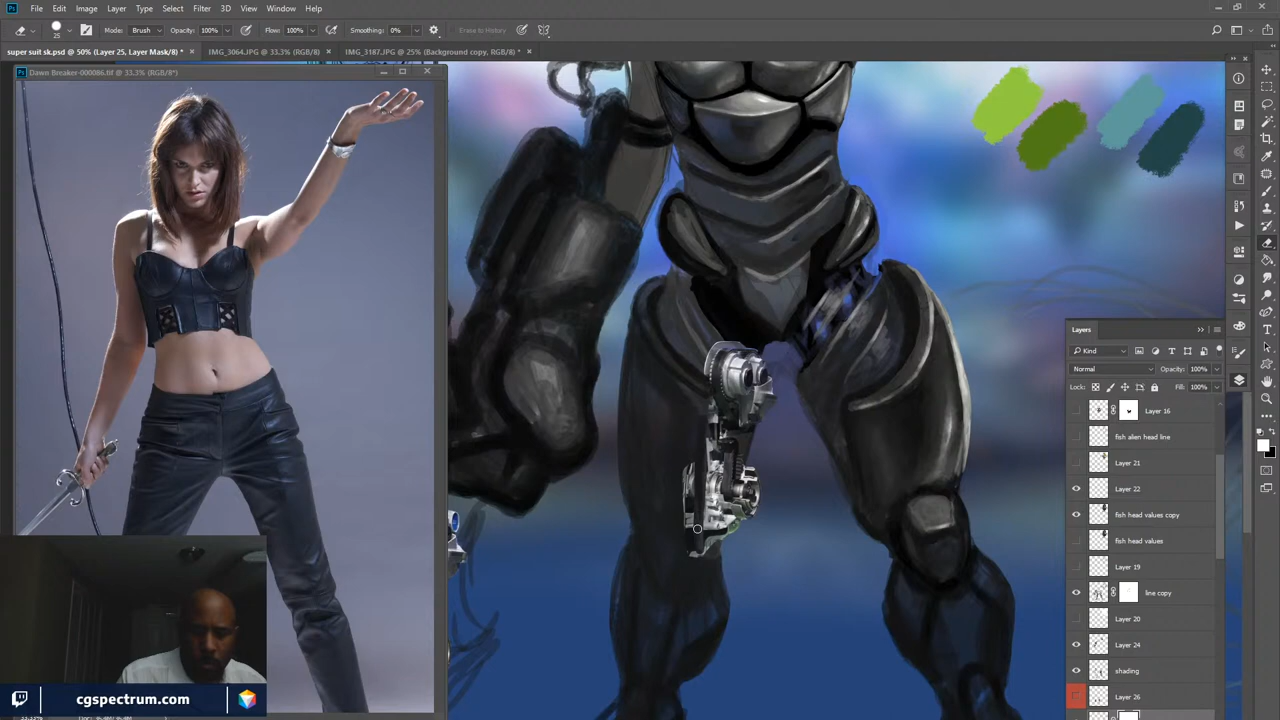 Ps File Edit Image Layer Type Select Filter 3D View Window Help
25 Mode: Brush Opacity: 100% Flow: 100% Smoothing: 0% Erase to History
super suit sk.psd @ 50% (Layer 25, Layer Mask/8) * × IMG_3064.JPG @ 33.3% (RGB/8) × IMG_3187.JPG @ 25% (Background copy, RGB/8) * ×
Ps Dawn Breaker-000086.tif @ 33.3% (RGB/8*)
Layers
Kind
Normal Opacity: 100%
Lock: Fill: 100%
Layer 16
fish alien head line
Layer 21
Layer 22
fish head values copy
fish head values
Layer 19
line copy
Layer 20
Layer 24
shading
Layer 26
cgspectrum.com